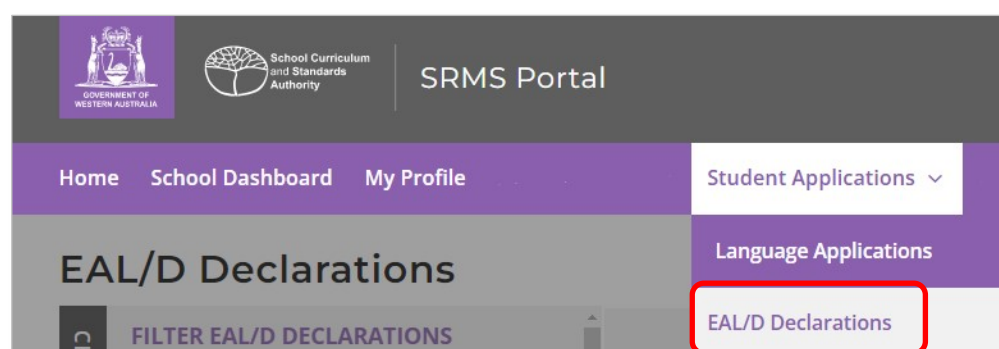 GOVERNMENT OF
WESTERN AUSTRALIA
School Curriculum
and Standards
Authority
SRMS Portal
Home School Dashboard My Profile Student Applications
Language Applications
EAL/D Declarations
EAL/D Declarations
FILTER EAL/D DECLARATIONS